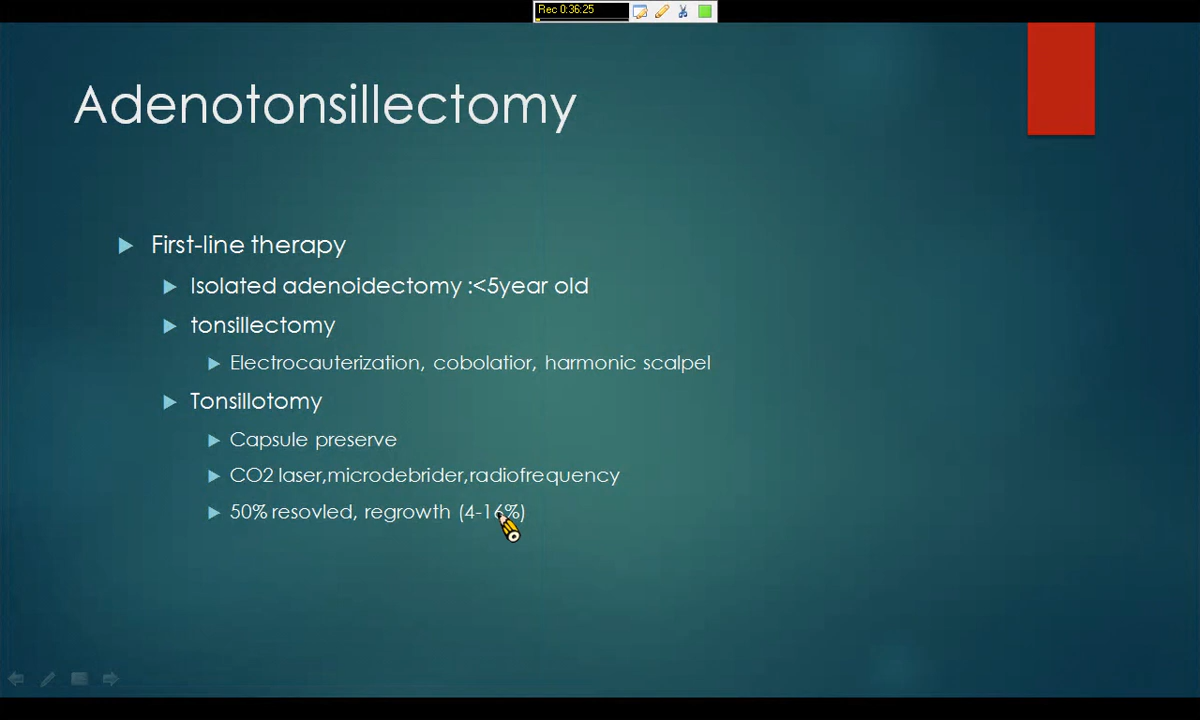 Rec 0:36:25
Adenotonsillectomy
First-line therapy
Isolated adenoidectomy :<5year old
tonsillectomy
Electrocauterization, cobolatior, harmonic scalpel
Tonsillotomy
Capsule preserve
CO2 laser,microdebrider,radiofrequency
50% resovled, regrowth (4-16%)